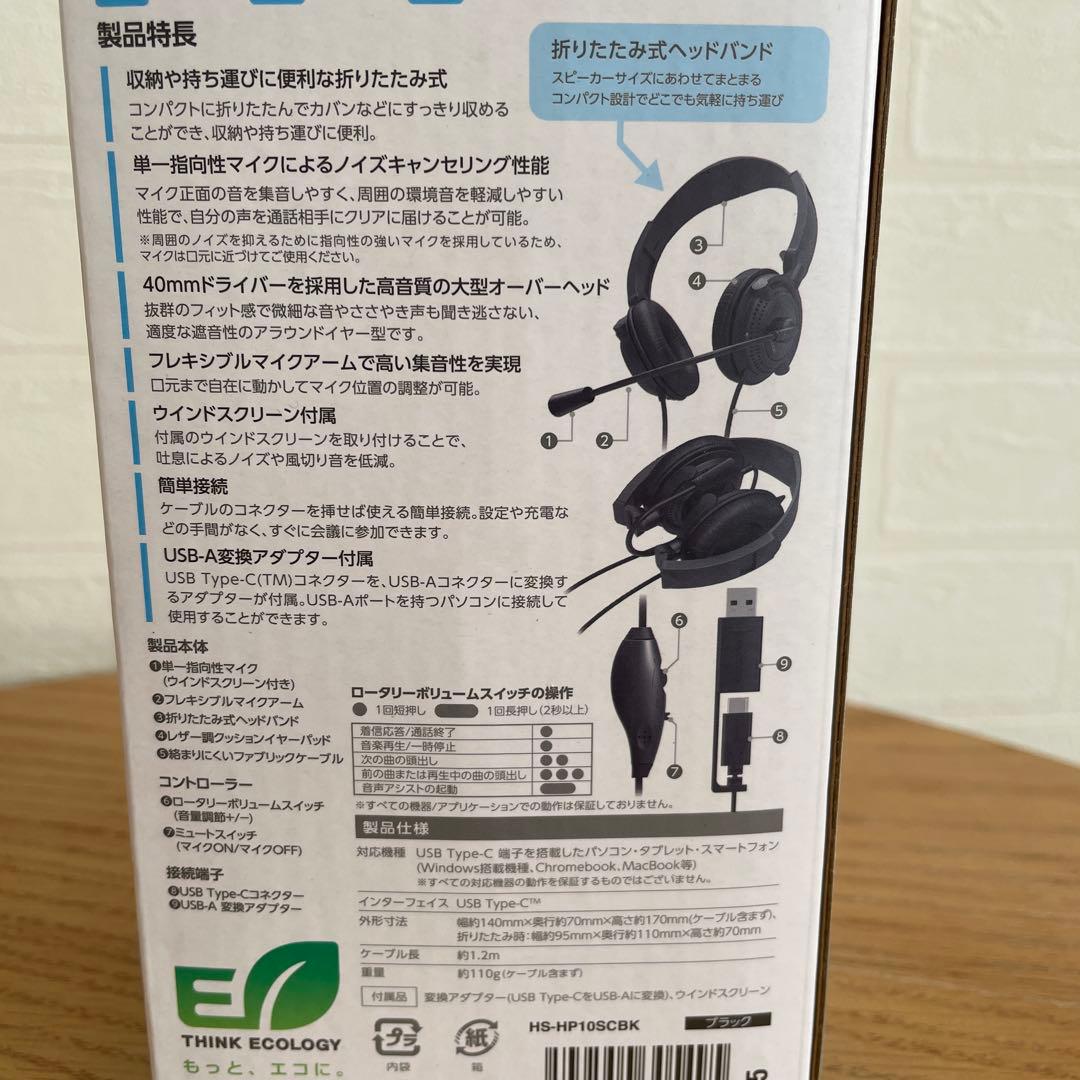 製品特長
折りたたみ式ヘッドバンド
スピーカーサイズにあわせてまとまる
コンパクト設計でどこでも気軽に持ち運び
収納や持ち運びに便利な折りたたみ式
コンパクトに折りたたんでカバンなどにすっきり収める
ことができ、収納や持ち運びに便利。
単一指向性マイクによるノイズキャンセリング性能
マイク正面の音を集音しやすく、周囲の環境音を軽減しやすい
性能で、自分の声を通話相手にクリアに届けることが可能。
※周囲のノイズを抑えるために指向性の強いマイクを採用しているため、
マイクは口元に近づけてご使用ください。
40mmドライバーを採用した高音質の大型オーバーヘッド
抜群のフィット感で微細な音やささやき声も聞き逃さない、
適度な遮音性のアラウンドイヤー型です。
フレキシブルマイクアームで高い集音性を実現
口元まで自在に動かしてマイク位置の調整が可能。
ウインドスクリーン付属
付属のウインドスクリーンを取り付けることで、
吐息によるノイズや風切り音を低減。
簡単接続
ケーブルのコネクターを挿せば使える簡単接続。設定や充電な
どの手間がなく、すぐに会議に参加できます。
USB-A変換アダプター付属
USB Type-C(TM)コネクターを、USB-Aコネクターに変換す
るアダプターが付属。USB-Aポートを持つパソコンに接続して
使用することができます。
❸
❹
❺
❶ ❷
❻
❾
❽
❼
製品本体
❶単一指向性マイク
(ウインドスクリーン付き)
❷フレキシブルマイクアーム
❸折りたたみ式ヘッドバンド
❹レザー調クッションイヤーパッド
❺絡まりにくいファブリックケーブル
コントローラー
❻ロータリーボリュームスイッチ
(音量調節+/−)
❼ミュートスイッチ
(マイクON/マイクOFF)
接続端子
❽USB Type-Cコネクター
❾USB-A 変換アダプター
ロータリーボリュームスイッチの操作
● 1回短押し 1回長押し(2秒以上)
着信応答/通話終了 ●
音楽再生/一時停止 ●
次の曲の頭出し ●●
前の曲または再生中の曲の頭出し ●●●
音声アシストの起動
※すべての機器/アプリケーションでの動作は保証しておりません。
製品仕様
対応機種 USB Type-C 端子を搭載したパソコン・タブレット・スマートフォン
(Windows搭載機種、Chromebook、MacBook等)
※すべての対応機器の動作を保証するものではございません。
インターフェイス USB Type-C™
外形寸法 幅約140mm×奥行約70mm×高さ約170mm(ケーブル含まず)、
折りたたみ時：幅約95mm×奥行約110mm×高さ約70mm
ケーブル長 約1.2m
重量 約110g(ケーブル含まず)
付属品 変換アダプター(USB Type-CをUSB-Aに変換)、ウインドスクリーン
THINK ECOLOGY
もっと、エコに。
プラ
内袋
紙
箱
HS-HP10SCBK ブラック
5